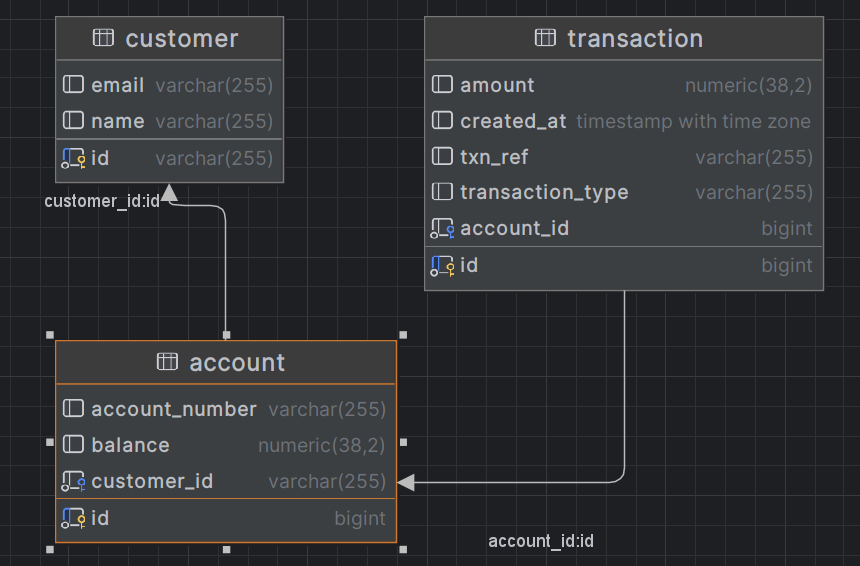 customer
email varchar(255)
name varchar(255)
id varchar(255)
customer_id:id
transaction
amount numeric(38,2)
created_at timestamp with time zone
txn_ref varchar(255)
transaction_type varchar(255)
account_id bigint
id bigint
account
account_number varchar(255)
balance numeric(38,2)
customer_id varchar(255)
id bigint
account_id:id